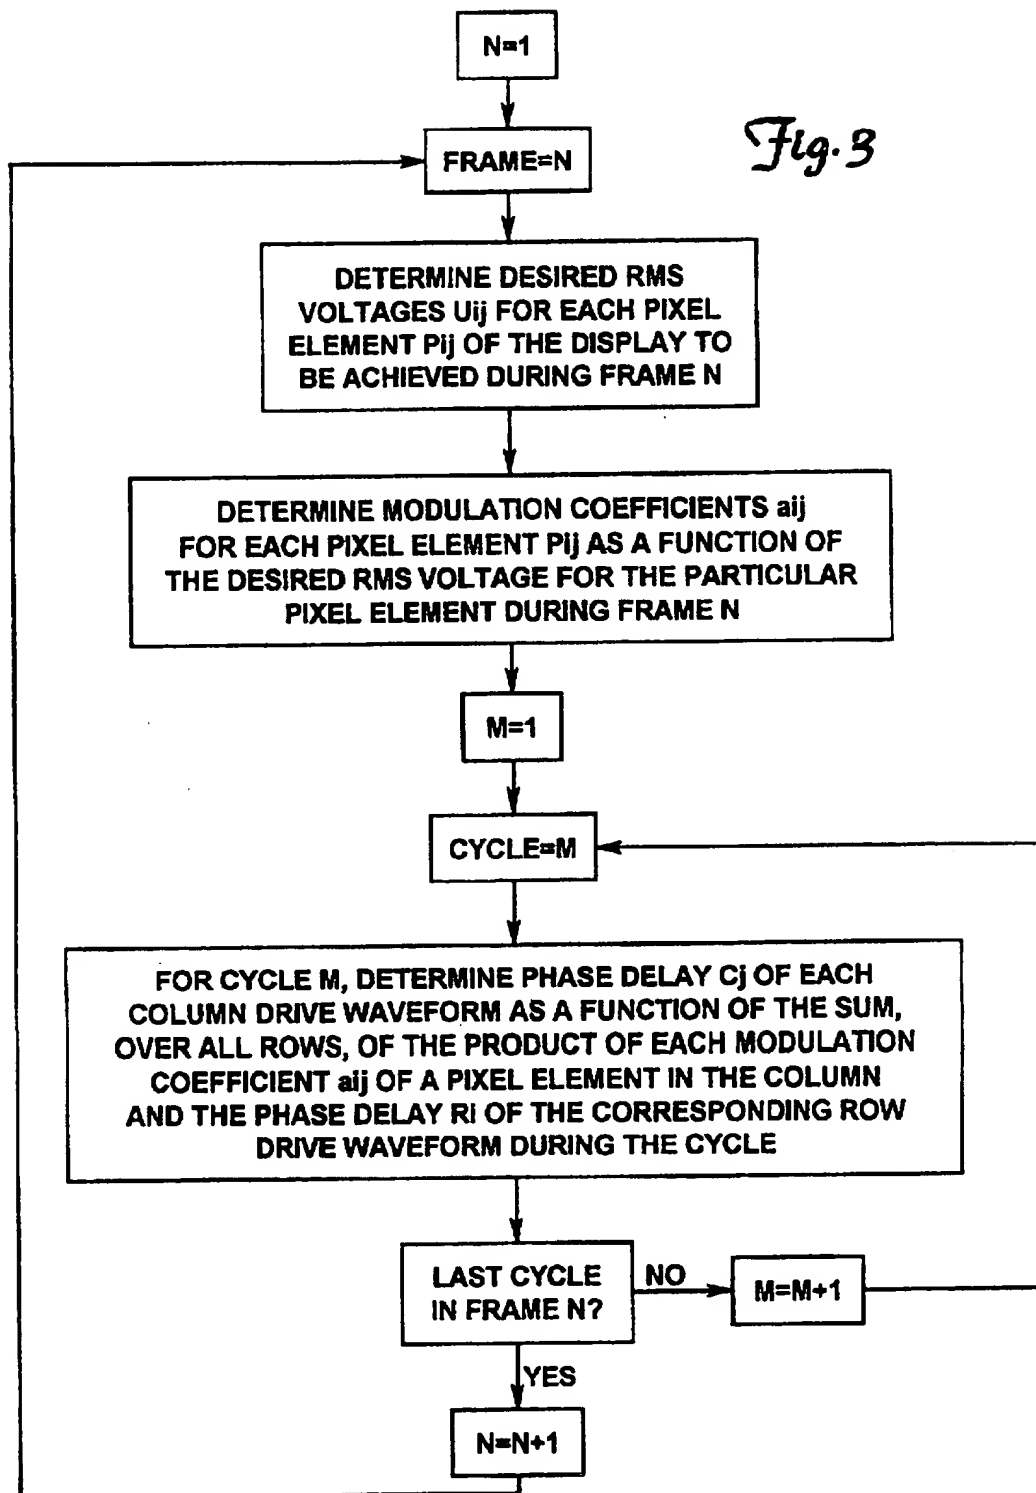 N=1
Fig. 3
FRAME=N
DETERMINE DESIRED RMS
VOLTAGES Uij FOR EACH PIXEL
ELEMENT Pij OF THE DISPLAY TO
BE ACHIEVED DURING FRAME N
DETERMINE MODULATION COEFFICIENTS aij
FOR EACH PIXEL ELEMENT Pij AS A FUNCTION OF
THE DESIRED RMS VOLTAGE FOR THE PARTICULAR
PIXEL ELEMENT DURING FRAME N
M=1
CYCLE=M
FOR CYCLE M, DETERMINE PHASE DELAY Cj OF EACH
COLUMN DRIVE WAVEFORM AS A FUNCTION OF THE SUM,
OVER ALL ROWS, OF THE PRODUCT OF EACH MODULATION
COEFFICIENT aij OF A PIXEL ELEMENT IN THE COLUMN
AND THE PHASE DELAY Ri OF THE CORRESPONDING ROW
DRIVE WAVEFORM DURING THE CYCLE
LAST CYCLE
IN FRAME N?
NO
M=M+1
YES
N=N+1